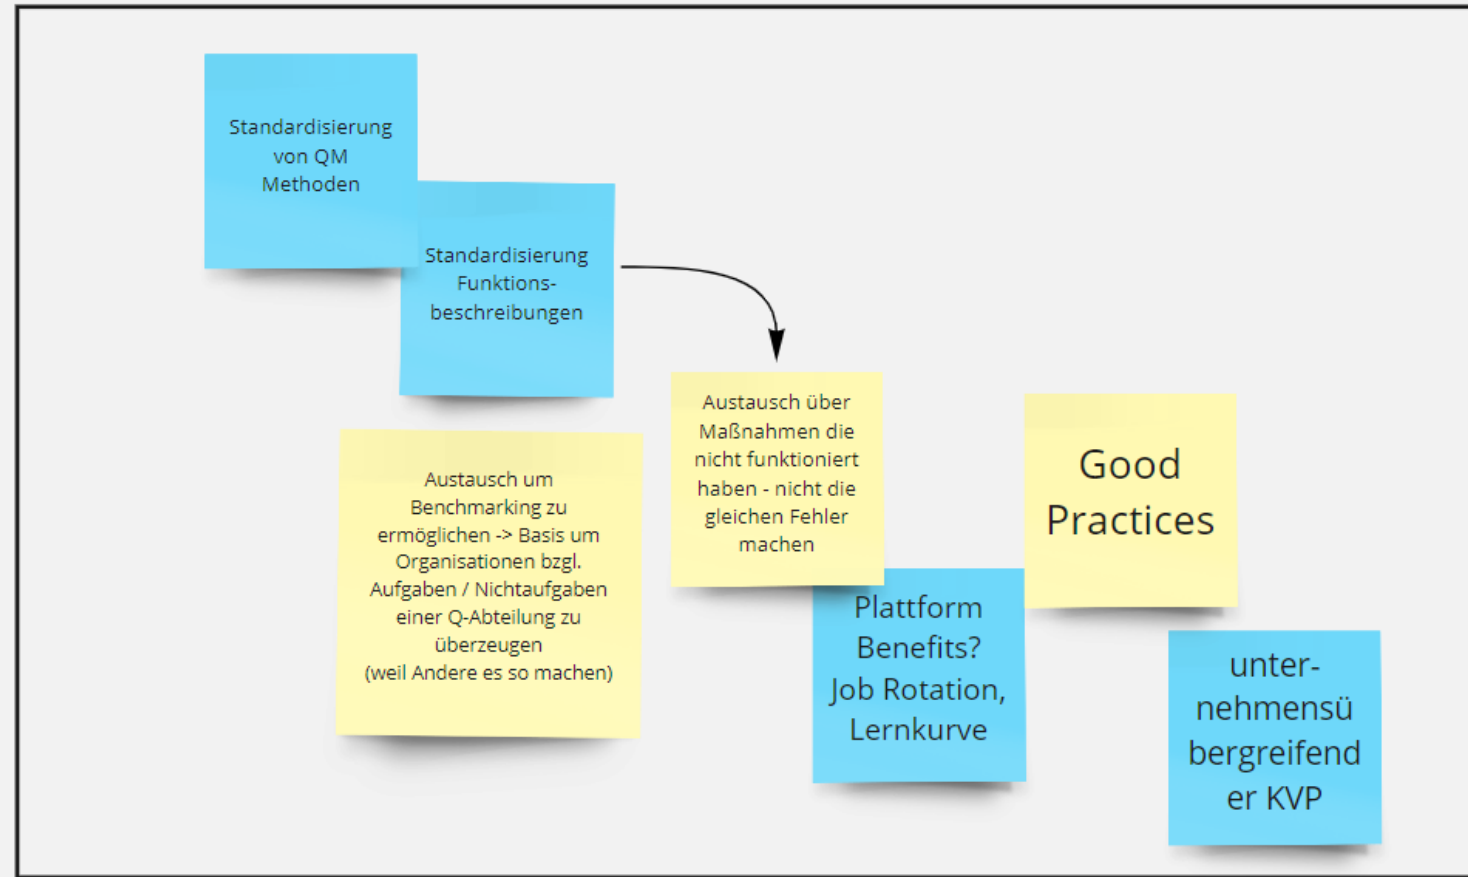 Standardisierung
von QM
Methoden
Standardisierung
Funktions-
beschreibungen
Austausch um
Benchmarking zu
ermöglichen -> Basis um
Organisationen bzgl.
Aufgaben / Nichtaufgaben
einer Q-Abteilung zu
überzeugen
(weil Andere es so machen)
Austausch über
Maßnahmen die
nicht funktioniert
haben - nicht die
gleichen Fehler
machen
Plattform
Benefits?
Job Rotation,
Lernkurve
Good
Practices
unter-
nehmensü
bergreifend
er KVP